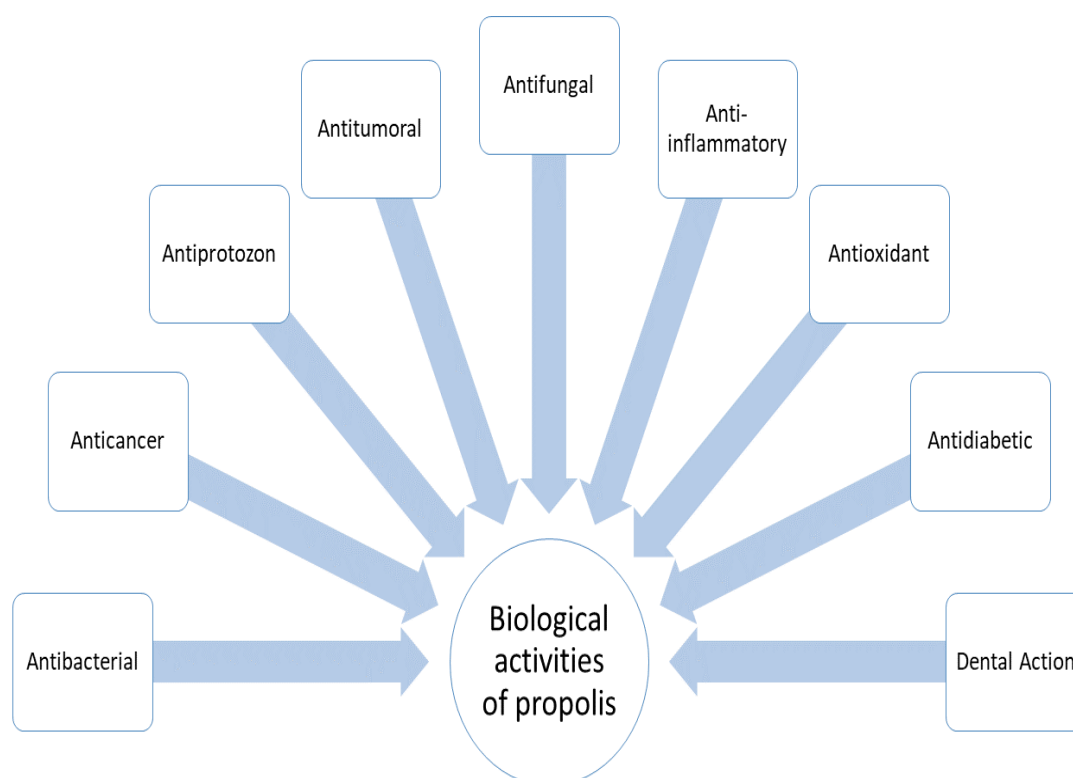 Antifungal
Antitumoral
Anti-
inflammatory
Antiprotozon
Antioxidant
Anticancer
Antidiabetic
Antibacterial
Biological
activities
of propolis
Dental Action